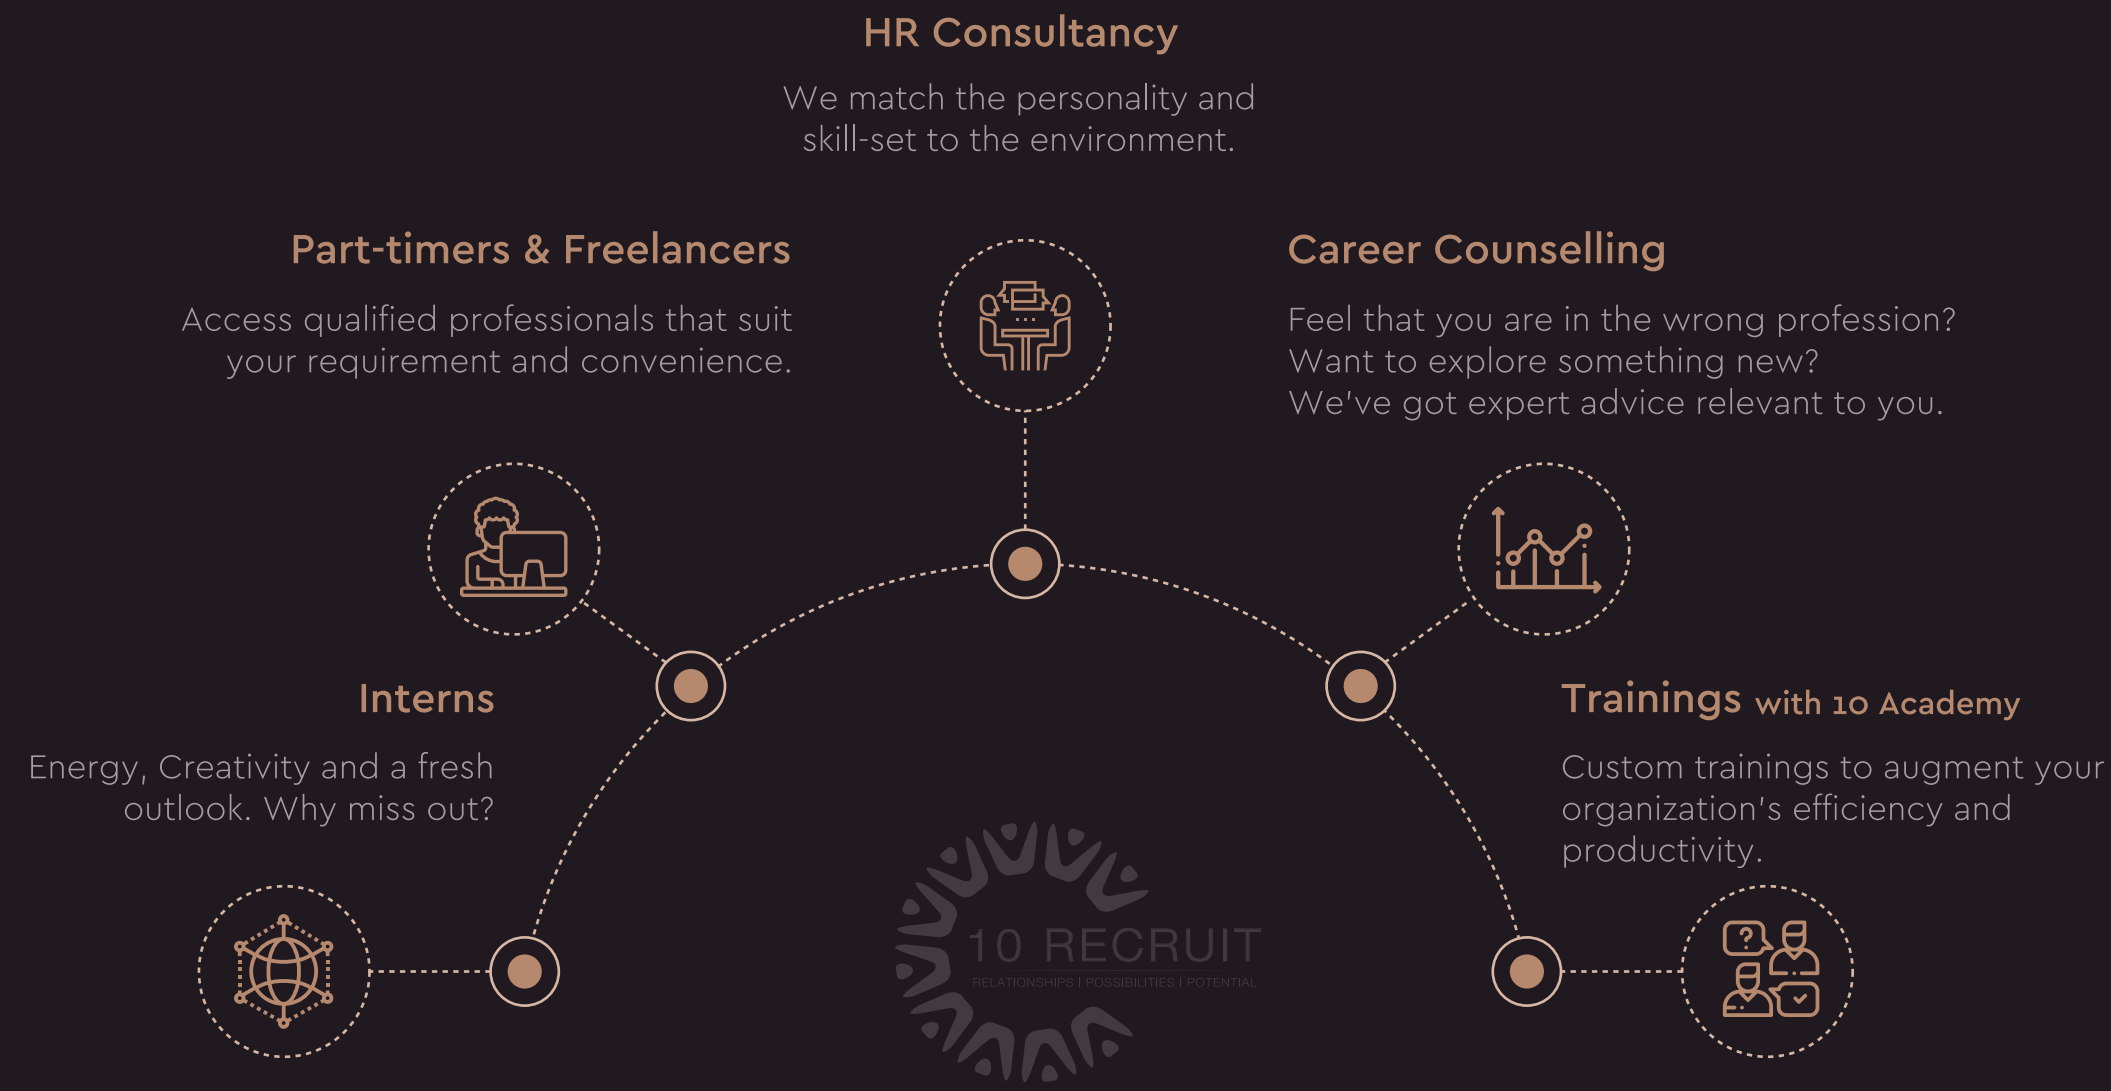 HR Consultancy
We match the personality and
skill-set to the environment.
Part-timers & Freelancers
Access qualified professionals that suit
your requirement and convenience.
Career Counselling
Feel that you are in the wrong profession?
Want to explore something new?
We've got expert advice relevant to you.
Interns
Energy, Creativity and a fresh
outlook. Why miss out?
Trainings with 10 Academy
Custom trainings to augment your
organization's efficiency and
productivity.
10 RECRUIT
RELATIONSHIPS | POSSIBILITIES | POTENTIAL